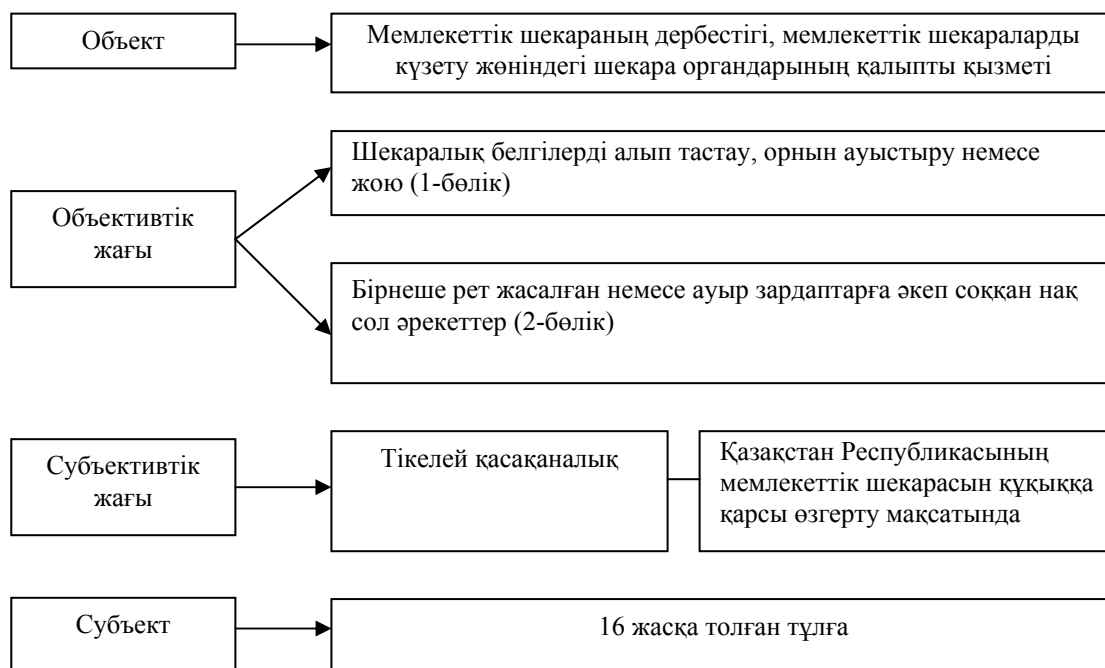 Объект
Мемлекеттік шекараның дербестігі, мемлекеттік шекараларды
күзету жөніндегі шекара органдарының қалыпты қызметі
Объективтік
жағы
Шекаралық белгілерді алып тастау, орнын ауыстыру немесе
жою (1-бөлік)
Бірнеше рет жасалған немесе ауыр зардаптарға әкеп соққан нақ
сол әрекеттер (2-бөлік)
Субъективтік
жағы
Тікелей қасақаналық
Қазақстан Республикасының
мемлекеттік шекарасын құқыққа
қарсы өзгерту мақсатында
Субъект
16 жасқа толған тұлға